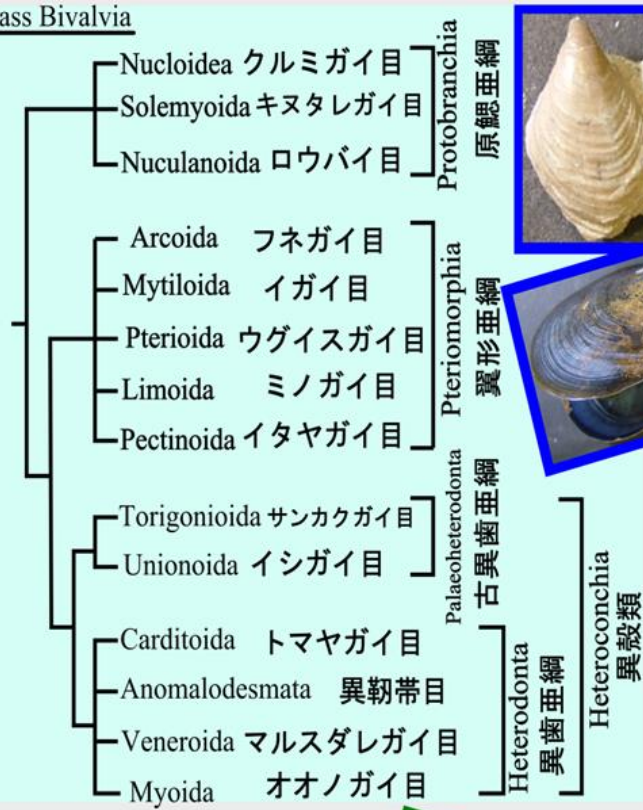 ass Bivalvia
Nucloidea クルミガイ目
Solemyoida キヌタレガイ目
Nuculanoida ロウバイ目
Protobranchia
原鰓亜綱
Arcoida フネガイ目
Mytiloida イガイ目
Pterioida ウグイスガイ目
Limoida ミノガイ目
Pectinoida イタヤガイ目
Pteriomorphia
翼形亜綱
Torigonioida サンカクガイ目
Unionoida イシガイ目
Palaeoheterodonta
古異歯亜綱
Carditoida トマヤガイ目
Anomalodesmata 異靭帯目
Veneroida マルスダレガイ目
Myoida オオノガイ目
Heterodonta
異歯亜綱
Heteroconchia
異殻類